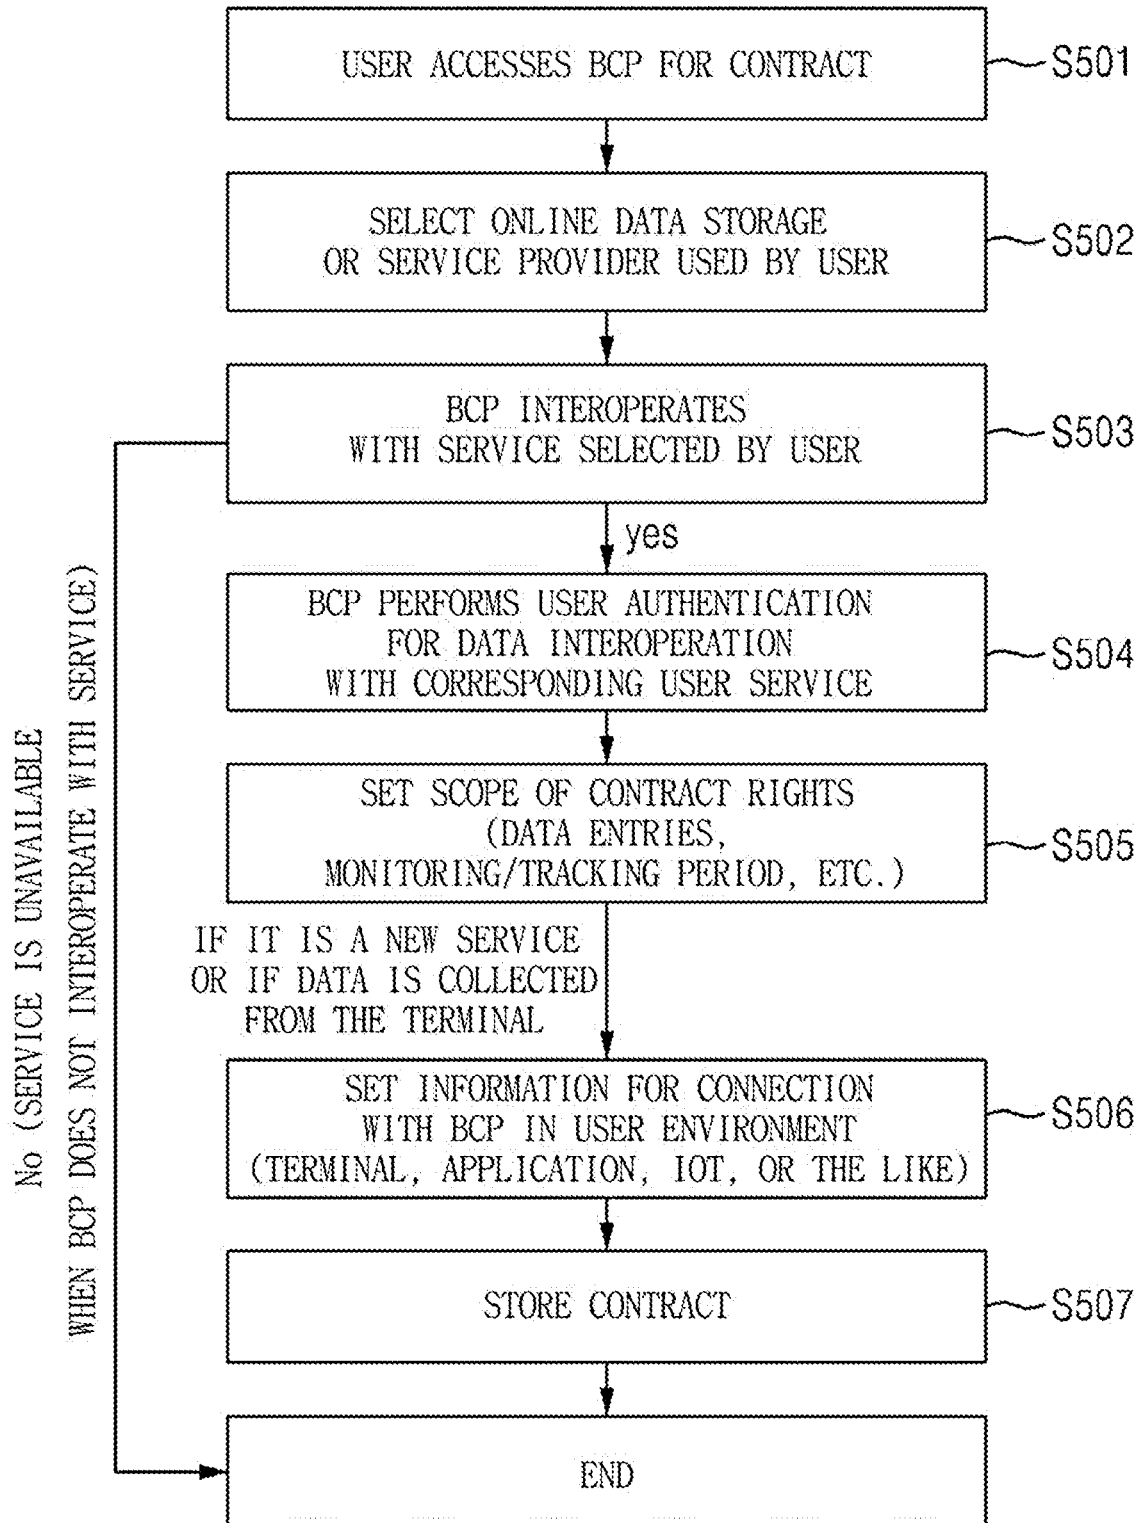 USER ACCESSES BCP FOR CONTRACT
S501
SELECT ONLINE DATA STORAGE
OR SERVICE PROVIDER USED BY USER
S502
BCP INTEROPERATES
WITH SERVICE SELECTED BY USER
S503
yes
BCP PERFORMS USER AUTHENTICATION
FOR DATA INTEROPERATION
WITH CORRESPONDING USER SERVICE
S504
SET SCOPE OF CONTRACT RIGHTS
(DATA ENTRIES,
MONITORING/TRACKING PERIOD, ETC.)
S505
IF IT IS A NEW SERVICE
OR IF DATA IS COLLECTED
FROM THE TERMINAL
SET INFORMATION FOR CONNECTION
WITH BCP IN USER ENVIRONMENT
(TERMINAL, APPLICATION, IOT, OR THE LIKE)
S506
STORE CONTRACT
S507
END
No (SERVICE IS UNAVAILABLE
WHEN BCP DOES NOT INTEROPERATE WITH SERVICE)